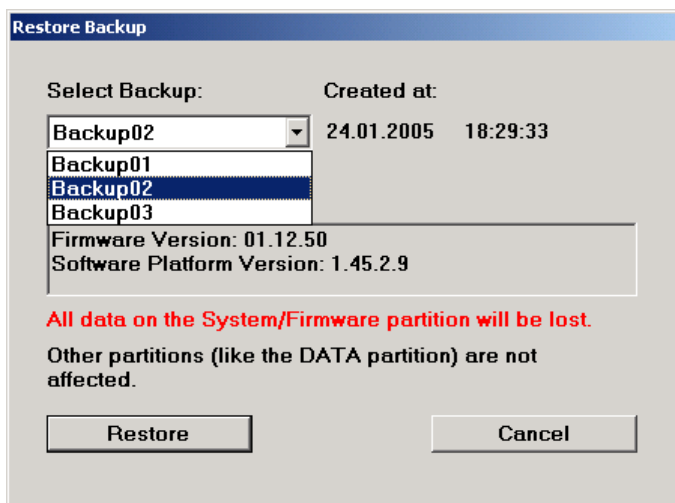 Restore Backup
Select Backup: Created at:
Backup02 24.01.2005 18:29:33
Backup01
Backup02
Backup03
Firmware Version: 01.12.50
Software Platform Version: 1.45.2.9
All data on the System/Firmware partition will be lost.
Other partitions (like the DATA partition) are not
affected.
Restore Cancel